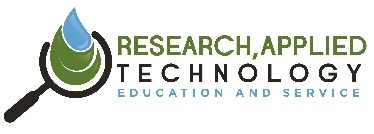 RESEARCH, APPLIED
TECHNOLOGY
EDUCATION AND SERVICE